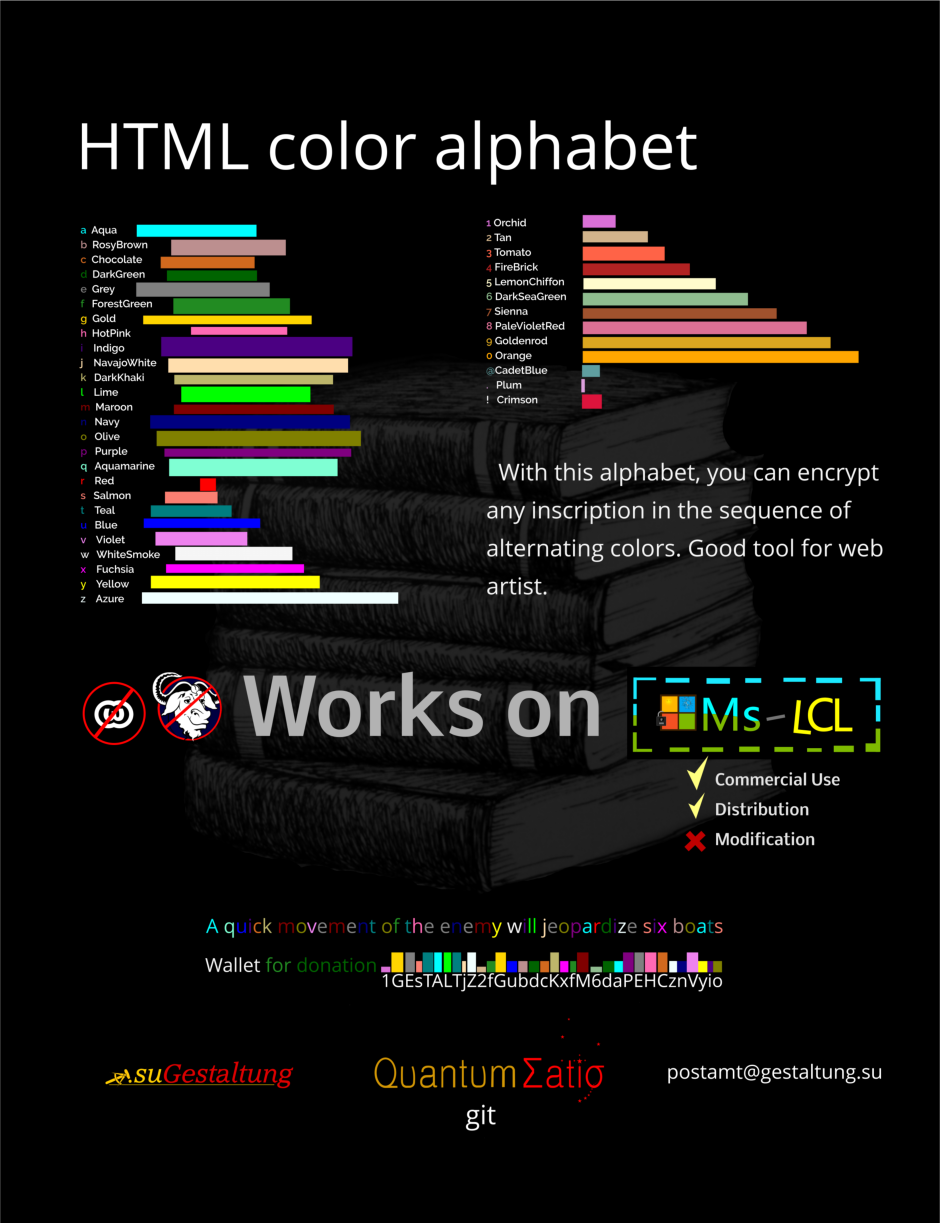 HTML color alphabet
a Aqua
b RosyBrown
c Chocolate
d DarkGreen
e Grey
f ForestGreen
g Gold
h HotPink
i Indigo
j NavajoWhite
k DarkKhaki
l Lime
m Maroon
n Navy
o Olive
p Purple
q Aquamarine
r Red
s Salmon
t Teal
u Blue
v Violet
w WhiteSmoke
x Fuchsia
y Yellow
z Azure
1 Orchid
2 Tan
3 Tomato
4 FireBrick
5 LemonChiffon
6 DarkSeaGreen
7 Sienna
8 PaleVioletRed
9 Goldenrod
0 Orange
@ CadetBlue
. Plum
! Crimson
With this alphabet, you can encrypt
any inscription in the sequence of
alternating colors. Good tool for web
artist.
Works on
Ms-LCL
Commercial Use
Distribution
Modification
A quick movement of the enemy will jeopardize six boats
Wallet for donation
1GEsTALTjZ2fGubdcKxfM6daPEHCznVyio
.suGestaltung
QuantumΣatiο
postamt@gestaltung.su
git